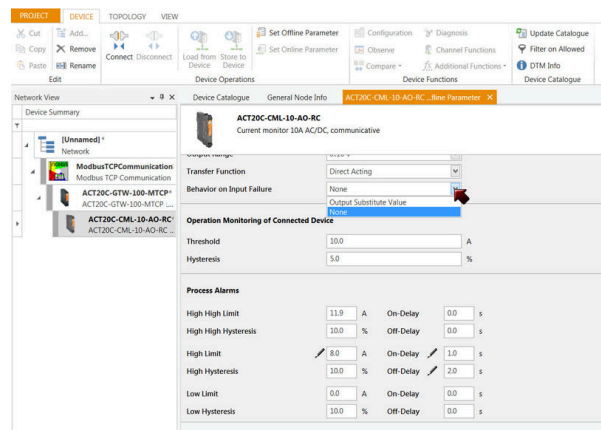 PROJECT DEVICE TOPOLOGY VIEW
Cut Add... Set Offline Parameter Configuration Diagnosis Update Catalogue
Copy Remove Connect Disconnect Load from Device Store to Device Set Online Parameter Observe Channel Functions Filter on Allowed
Paste Rename Compare Additional Functions DTM Info
Edit Device Operations Device Functions Device Catalogue
Network View Device Catalogue General Node Info ACT20C-CML-10-AO-RC ...fline Parameter
Device Summary
ACT20C-CML-10-AO-RC
Current monitor 10A AC/DC, communicative
[Unnamed]*
Network
ModbusTCPCommunication
Modbus TCP Communication
ACT20C-GTW-100-MTCP*
ACT20C-GTW-100-MTCP ...
ACT20C-CML-10-AO-RC*
ACT20C-CML-10-AO-RC ...
Output Range
Transfer Function Direct Acting
Behavior on Input Failure None
Output Substitute Value
None
Operation Monitoring of Connected Device
Threshold 10.0 A
Hysteresis 5.0 %
Process Alarms
High High Limit 11.9 A On-Delay 0.0 s
High High Hysteresis 10.0 % Off-Delay 0.0 s
High Limit 8.0 A On-Delay 1.0 s
High Hysteresis 10.0 % Off-Delay 2.0 s
Low Limit 0.0 A On-Delay 0.0 s
Low Hysteresis 10.0 % Off-Delay 0.0 s